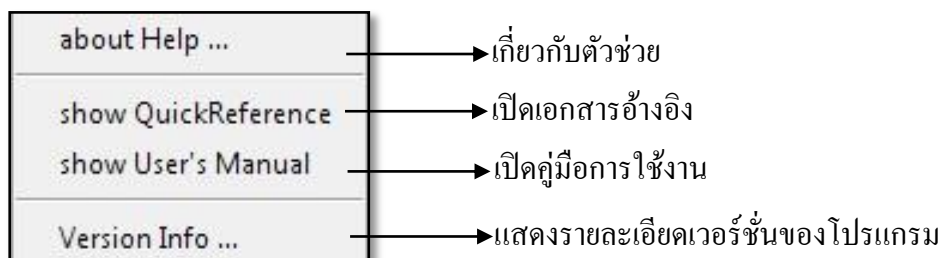 about Help ... เกี่ยวกับตัวช่วย
show QuickReference เปิดเอกสารอ้างอิง
show User's Manual เปิดคู่มือการใช้งาน
Version Info ... แสดงรายละเอียดเวอร์ชั่นของโปรแกรม